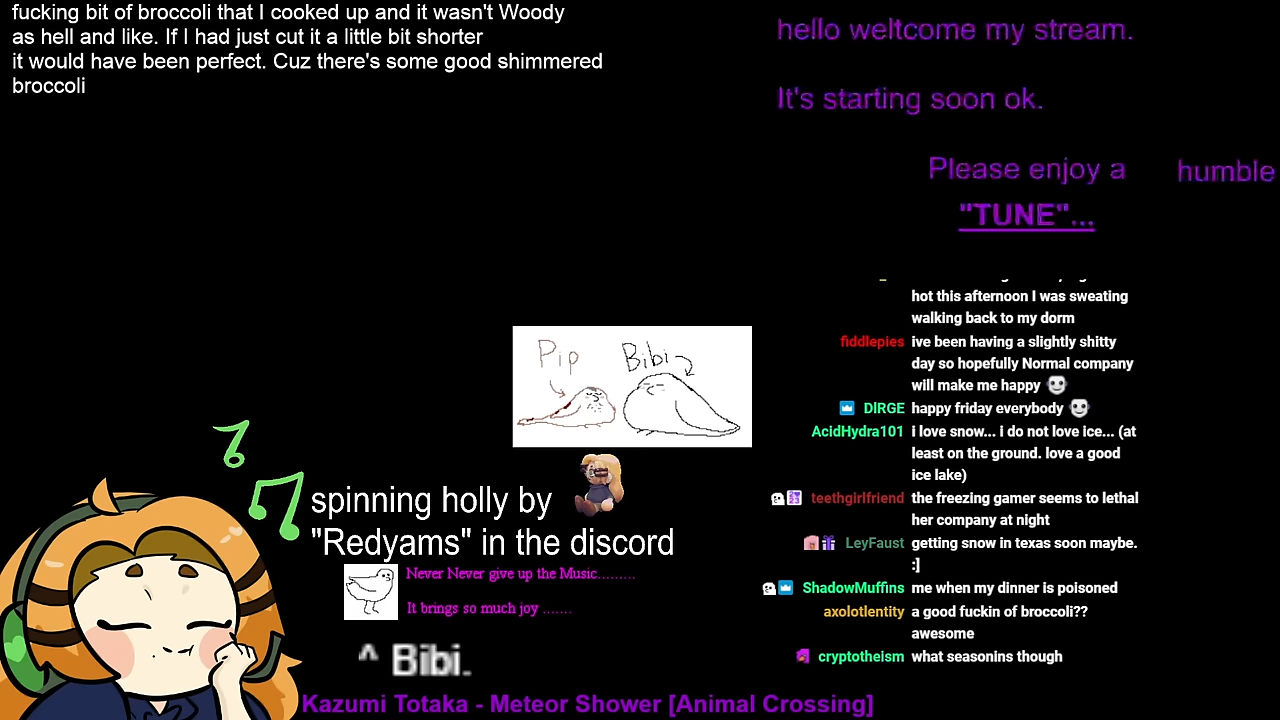 fucking bit of broccoli that I cooked up and it wasn't Woody
as hell and like. If I had just cut it a little bit shorter
it would have been perfect. Cuz there's some good shimmered
broccoli
hello weltcome my stream.
It's starting soon ok.
Please enjoy a humble
"TUNE"...
hot this afternoon I was sweating
walking back to my dorm
fiddlepies ive been having a slightly shitty
day so hopefully Normal company
will make me happy
DIRGE happy friday everybody
AcidHydra101 i love snow... i do not love ice... (at
least on the ground. love a good
ice lake)
teethgirlfriend the freezing gamer seems to lethal
her company at night
LeyFaust getting snow in texas soon maybe.
:]
ShadowMuffins me when my dinner is poisoned
axolotlentity a good fuckin of broccoli??
awesome
cryptotheism what seasonins though
Pip
Bibi
spinning holly by
"Redyams" in the discord
Never Never give up the Music.........
It brings so much joy .......
^ Bibi.
Kazumi Totaka - Meteor Shower [Animal Crossing]